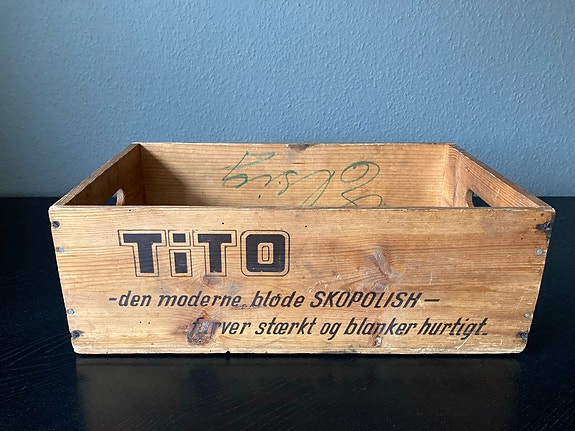 TiTO
-den moderne, bløde SKOPOLISH-
farver stærkt og blanker hurtigt.